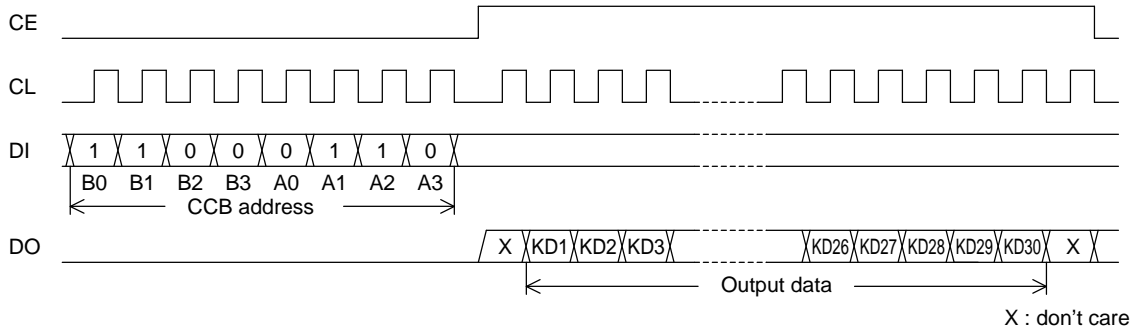 CE
CL
DI 1 1 0 0 0 1 1 0
B0 B1 B2 B3 A0 A1 A2 A3
CCB address
DO X KD1 KD2 KD3 KD26 KD27 KD28 KD29 KD30 X
Output data
X : don't care